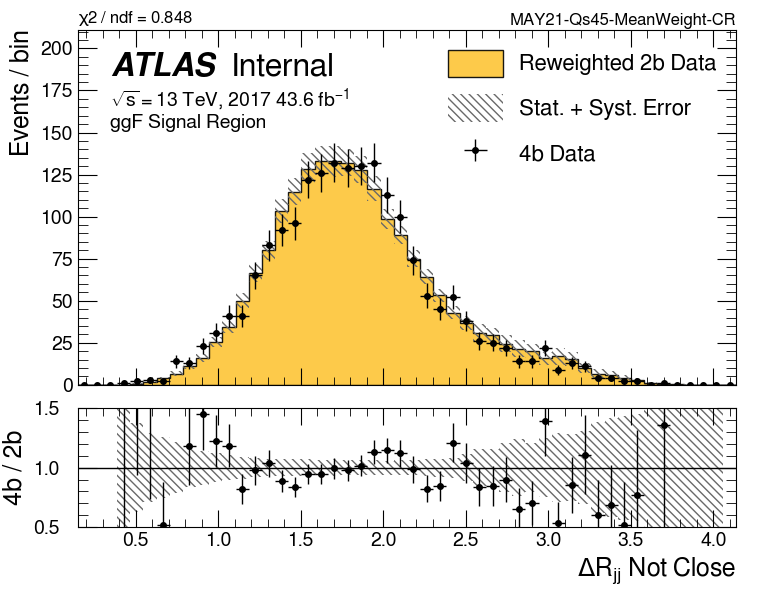 χ2 / ndf = 0.848
MAY21-Qs45-MeanWeight-CR
Events / bin
200
175
150
125
100
75
50
25
0
ATLAS Internal
√s = 13 TeV, 2017 43.6 fb−1
ggF Signal Region
Reweighted 2b Data
Stat. + Syst. Error
4b Data
4b / 2b
1.5
1.0
0.5
0.5 1.0 1.5 2.0 2.5 3.0 3.5 4.0
ΔRjj Not Close